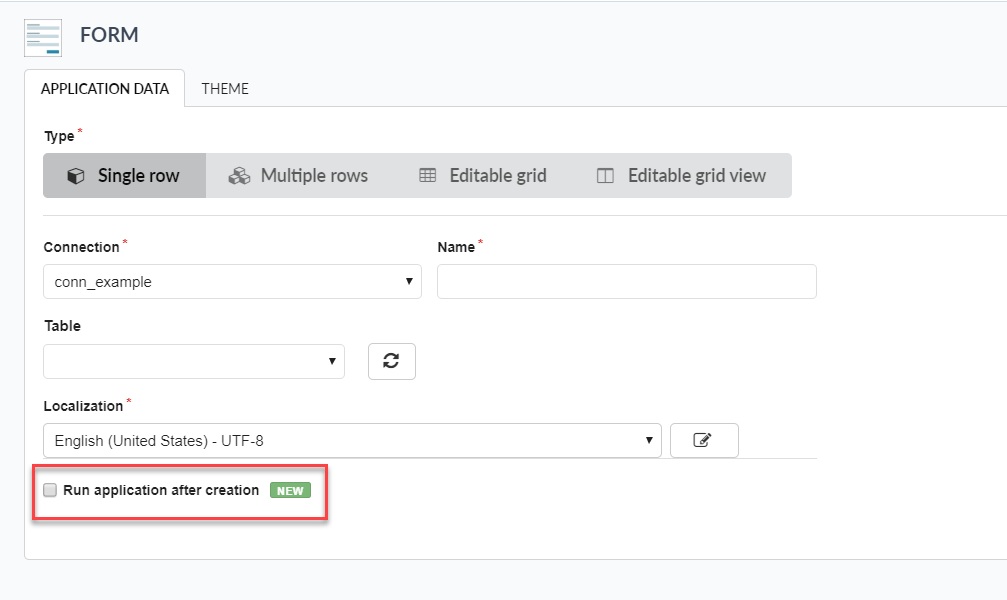 FORM
APPLICATION DATA THEME
Type *
Single row Multiple rows Editable grid Editable grid view
Connection * Name *
conn_example
Table
Localization *
English (United States) - UTF-8
Run application after creation NEW